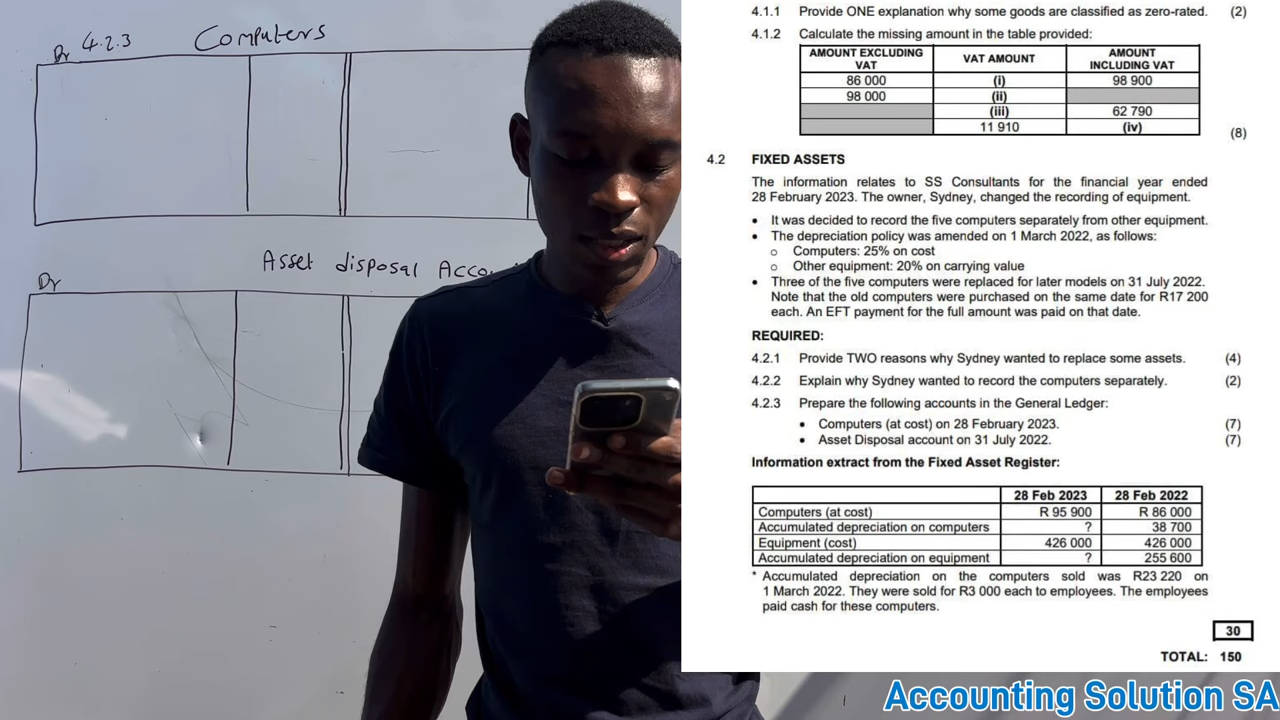 Dr 4.2.3 Computers
Asset disposal Acco
Dr
4.1.1 Provide ONE explanation why some goods are classified as zero-rated. (2)
4.1.2 Calculate the missing amount in the table provided:
AMOUNT EXCLUDING VAT VAT AMOUNT AMOUNT INCLUDING VAT
86 000 (i) 98 900
98 000 (ii)
(iii) 62 790
11 910 (iv)
(8)
4.2 FIXED ASSETS
The information relates to SS Consultants for the financial year ended
28 February 2023. The owner, Sydney, changed the recording of equipment.
• It was decided to record the five computers separately from other equipment.
• The depreciation policy was amended on 1 March 2022, as follows:
o Computers: 25% on cost
o Other equipment: 20% on carrying value
• Three of the five computers were replaced for later models on 31 July 2022.
Note that the old computers were purchased on the same date for R17 200
each. An EFT payment for the full amount was paid on that date.
REQUIRED:
4.2.1 Provide TWO reasons why Sydney wanted to replace some assets. (4)
4.2.2 Explain why Sydney wanted to record the computers separately. (2)
4.2.3 Prepare the following accounts in the General Ledger:
• Computers (at cost) on 28 February 2023. (7)
• Asset Disposal account on 31 July 2022. (7)
Information extract from the Fixed Asset Register:
28 Feb 2023 28 Feb 2022
Computers (at cost) R 95 900 R 86 000
Accumulated depreciation on computers ? 38 700
Equipment (cost) 426 000 426 000
Accumulated depreciation on equipment ? 255 600
* Accumulated depreciation on the computers sold was R23 220 on
1 March 2022. They were sold for R3 000 each to employees. The employees
paid cash for these computers.
30
TOTAL: 150
Accounting Solution SA